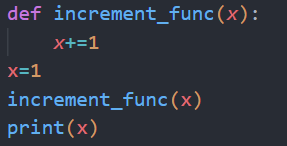 def increment_func(x):
    x+=1
x=1
increment_func(x)
print(x)